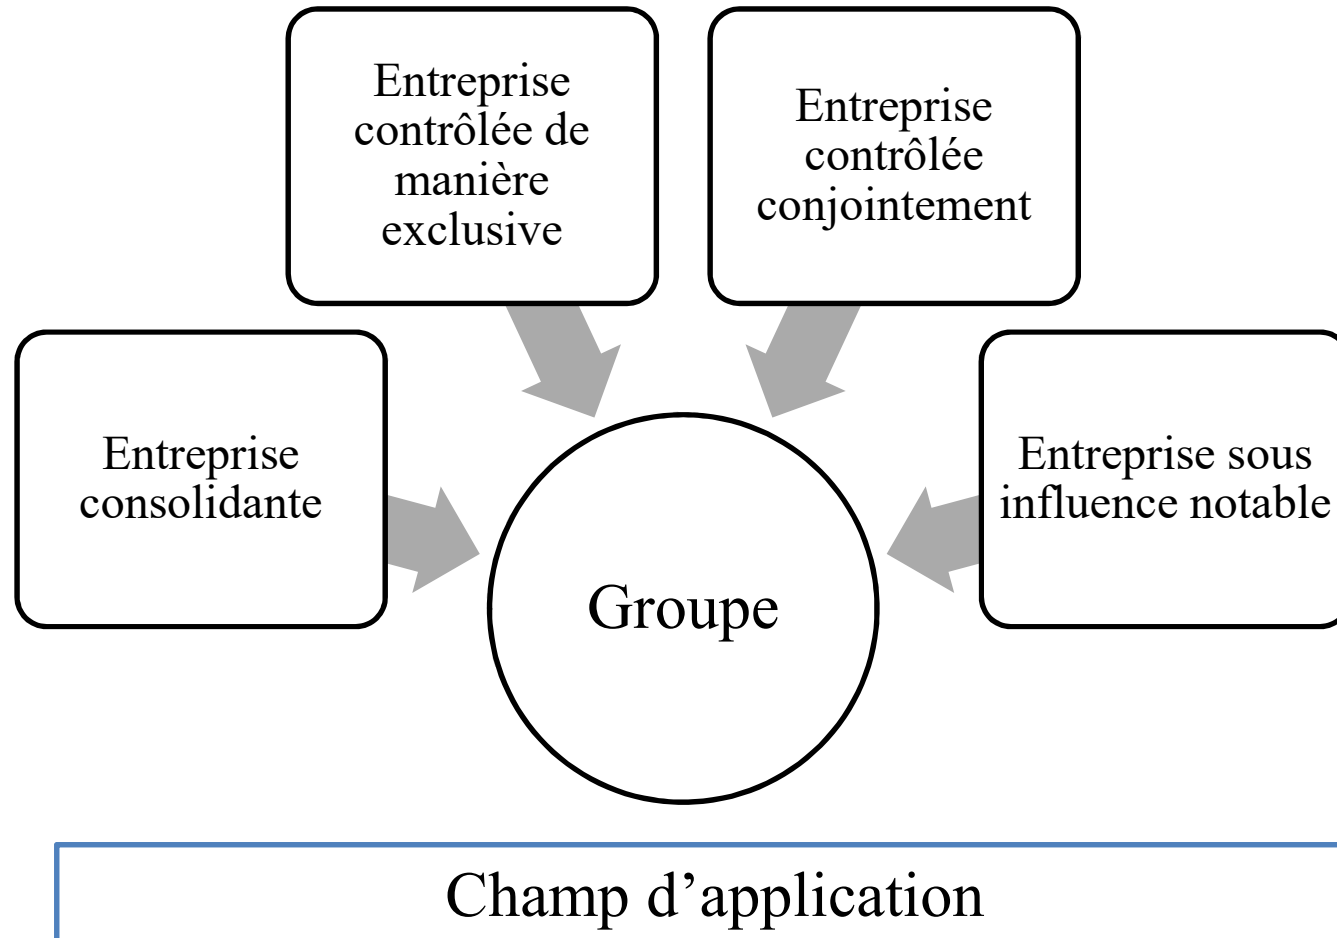 Entreprise
contrôlée de
manière
exclusive
Entreprise
contrôlée
conjointement
Entreprise
consolidante
Entreprise sous
influence notable
Groupe
Champ d’application